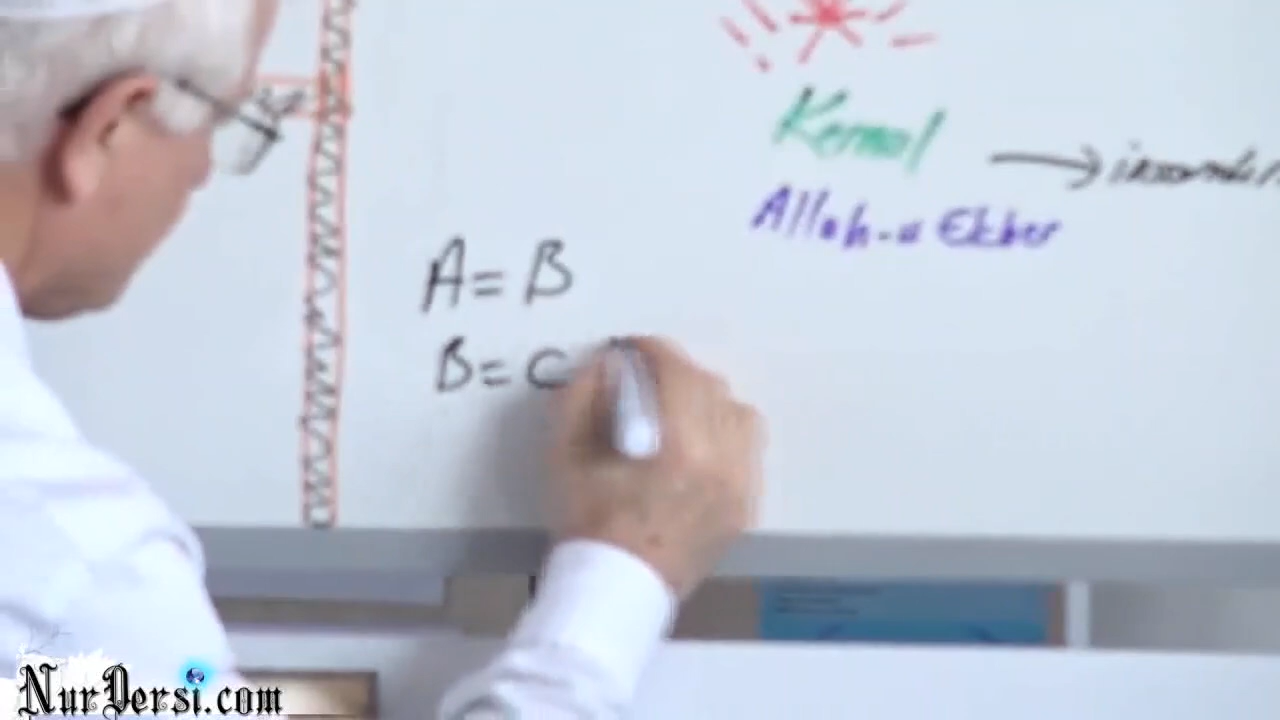 Kemal
Allah-u Ekber
A = B
B = C
NurDersi.com